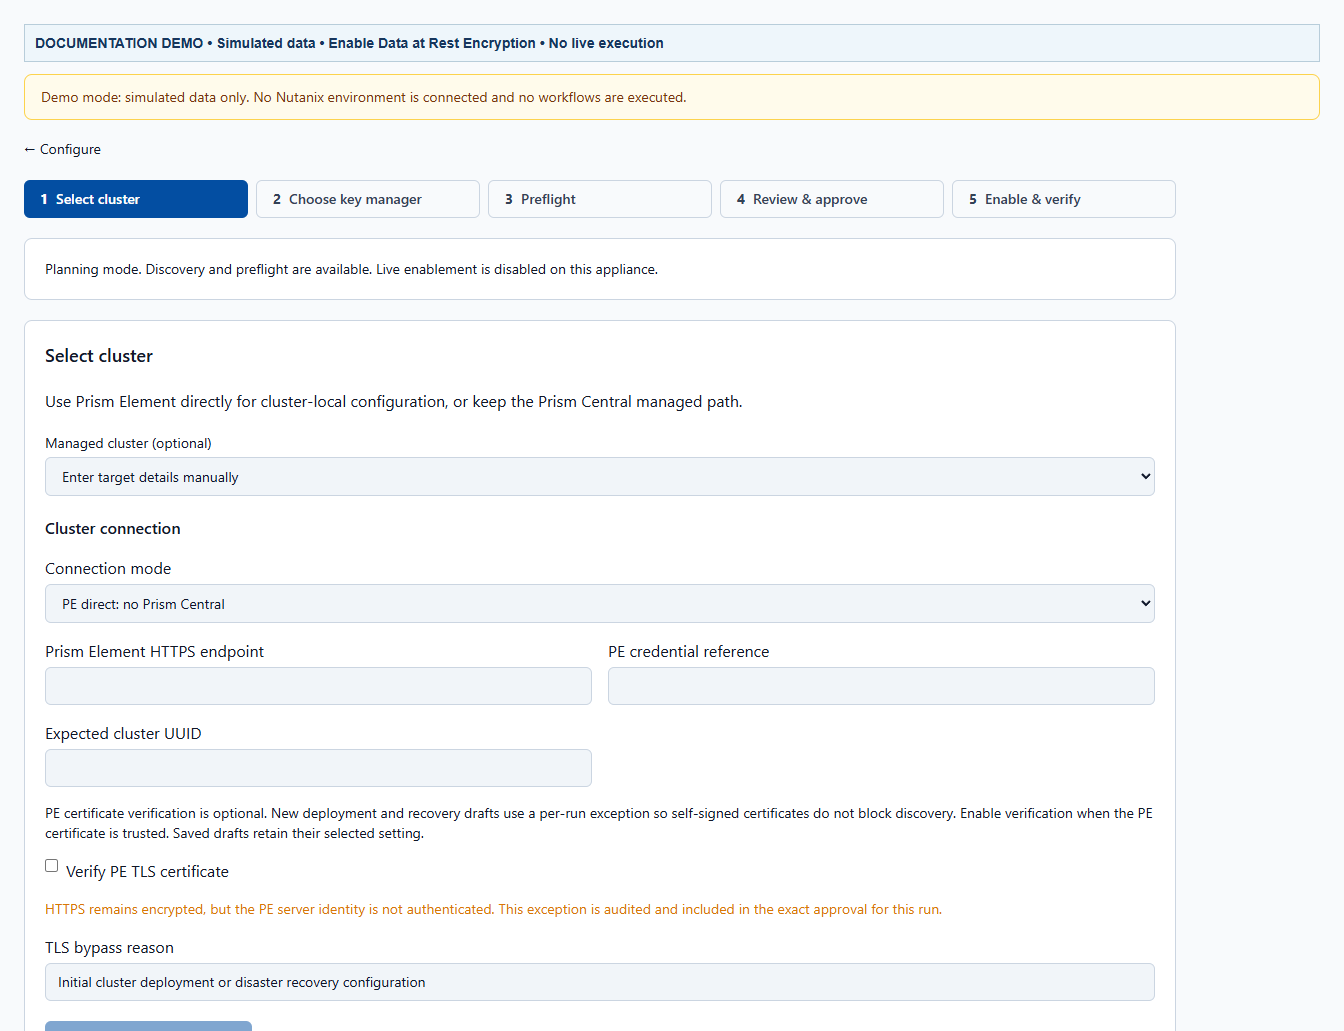 DOCUMENTATION DEMO • Simulated data • Enable Data at Rest Encryption • No live execution
Demo mode: simulated data only. No Nutanix environment is connected and no workflows are executed.
← Configure
1 Select cluster
2 Choose key manager
3 Preflight
4 Review & approve
5 Enable & verify
Planning mode. Discovery and preflight are available. Live enablement is disabled on this appliance.
Select cluster
Use Prism Element directly for cluster-local configuration, or keep the Prism Central managed path.
Managed cluster (optional)
Enter target details manually
Cluster connection
Connection mode
PE direct: no Prism Central
Prism Element HTTPS endpoint
PE credential reference
Expected cluster UUID
PE certificate verification is optional. New deployment and recovery drafts use a per-run exception so self-signed certificates do not block discovery. Enable verification when the PE
certificate is trusted. Saved drafts retain their selected setting.
Verify PE TLS certificate
HTTPS remains encrypted, but the PE server identity is not authenticated. This exception is audited and included in the exact approval for this run.
TLS bypass reason
Initial cluster deployment or disaster recovery configuration